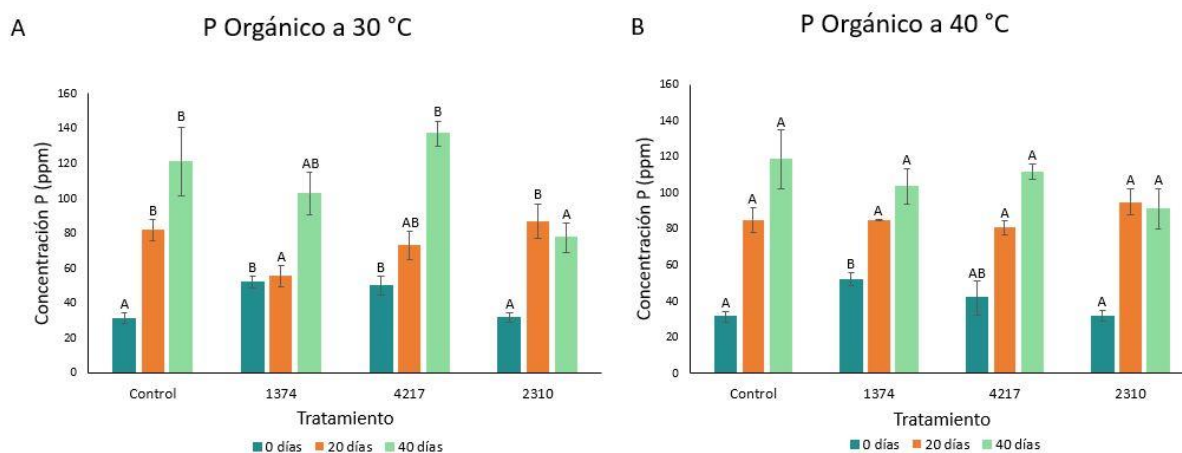 A
P Orgánico a 30 °C
Concentración P (ppm)
160
140
120
100
80
60
40
20
0
A
B
B
B
A
AB
B
AB
B
A
B
A
Control
1374
4217
2310
Tratamiento
0 días
20 días
40 días
B
P Orgánico a 40 °C
Concentración P (ppm)
160
140
120
100
80
60
40
20
0
A
A
A
B
A
A
AB
A
A
A
A
A
Control
1374
4217
2310
Tratamiento
0 días
20 días
40 días